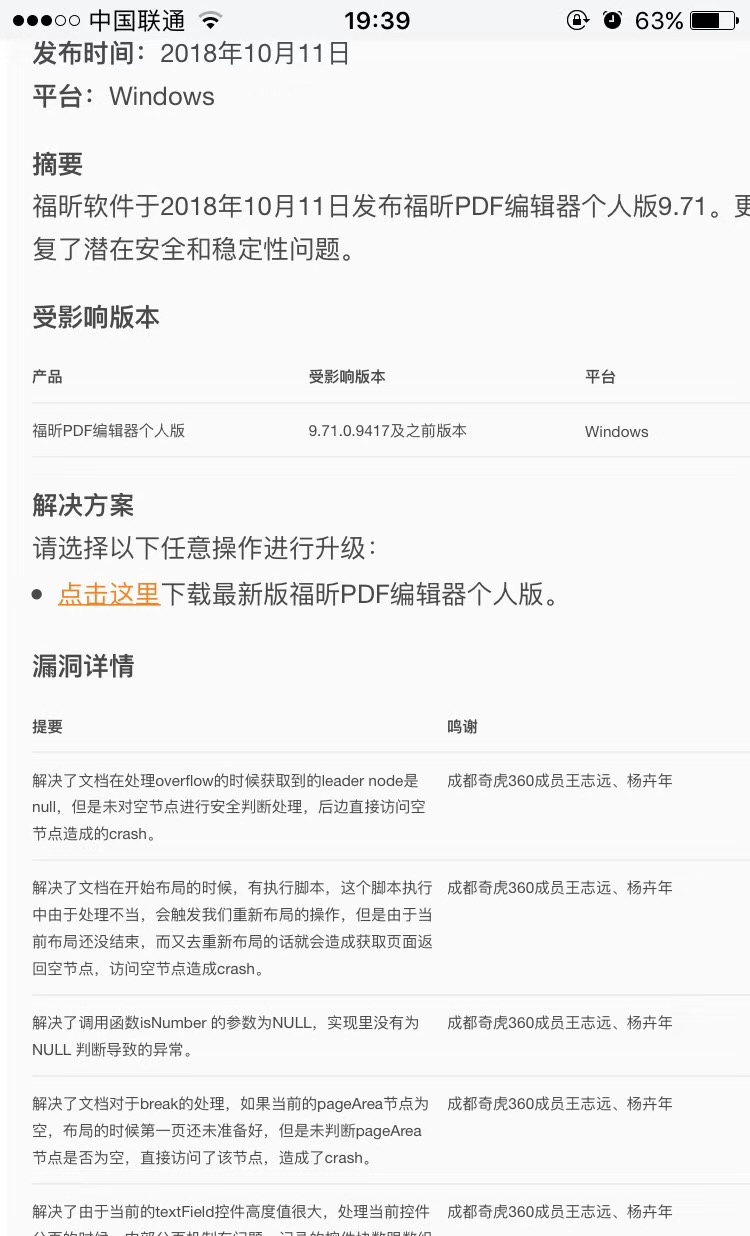 中国联通 19:39 63%
发布时间：2018年10月11日
平台：Windows
摘要
福昕软件于2018年10月11日发布福昕PDF编辑器个人版9.71。更
复了潜在安全和稳定性问题。
受影响版本
产品 受影响版本 平台
福昕PDF编辑器个人版 9.71.0.9417及之前版本 Windows
解决方案
请选择以下任意操作进行升级：
● 点击这里下载最新版福昕PDF编辑器个人版。
漏洞详情
提要 鸣谢
解决了文档在处理overflow的时候获取到的leader node是 成都奇虎360成员王志远、杨卉年
null，但是未对空节点进行安全判断处理，后边直接访问空
节点造成的crash。
解决了文档在开始布局的时候，有执行脚本，这个脚本执行 成都奇虎360成员王志远、杨卉年
中由于处理不当，会触发我们重新布局的操作，但是由于当
前布局还没结束，而又去重新布局的话就会造成获取页面返
回空节点，访问空节点造成crash。
解决了调用函数isNumber 的参数为NULL，实现里没有为 成都奇虎360成员王志远、杨卉年
NULL 判断导致的异常。
解决了文档对于break的处理，如果当前的pageArea节点为 成都奇虎360成员王志远、杨卉年
空，布局的时候第一页还未准备好，但是未判断pageArea
节点是否为空，直接访问了该节点，造成了crash。
解决了由于当前的textField控件高度值很大，处理当前控件 成都奇虎360成员王志远、杨卉年